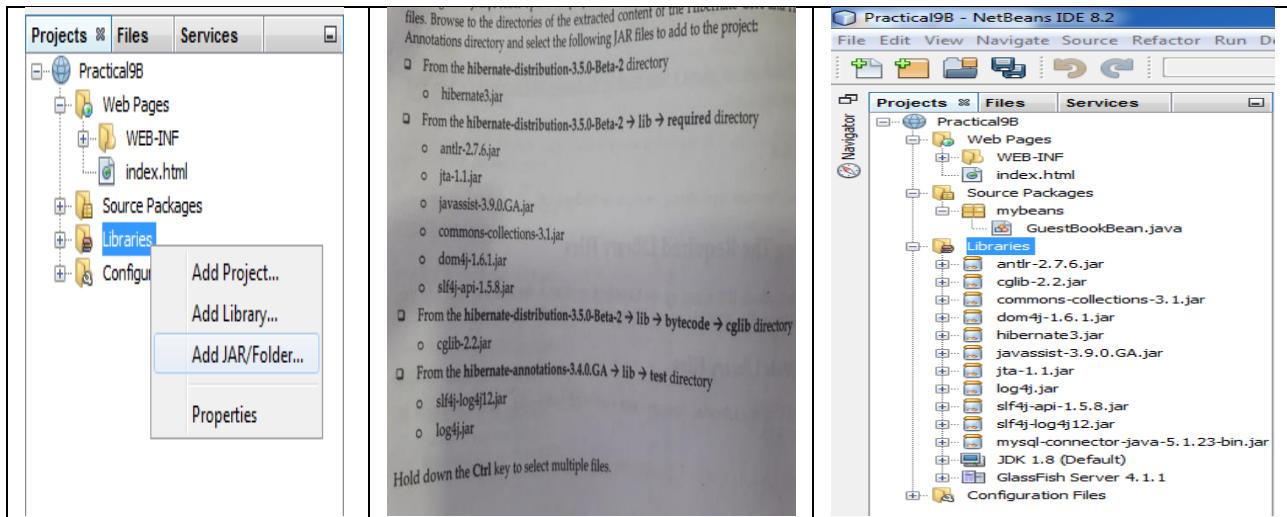 Projects Files Services
Practical9B
Web Pages
WEB-INF
index.html
Source Packages
Libraries
Configur
Add Project...
Add Library...
Add JAR/Folder...
Properties
files. Browse to the directories of the extracted content of the Hibernate Core and
Annotations directory and select the following JAR files to add to the project:
❑ From the hibernate-distribution-3.5.0-Beta-2 directory
o hibernate3.jar
❑ From the hibernate-distribution-3.5.0-Beta-2 → lib → required directory
o antlr-2.7.6.jar
o jta-1.1.jar
o javassist-3.9.0.GA.jar
o commons-collections-3.1.jar
o dom4j-1.6.1.jar
o slf4j-api-1.5.8.jar
❑ From the hibernate-distribution-3.5.0-Beta-2 → lib → bytecode → cglib directory
o cglib-2.2.jar
❑ From the hibernate-annotations-3.4.0.GA → lib → test directory
o slf4j-log4j12.jar
o log4j.jar
Hold down the Ctrl key to select multiple files.
Practical9B - NetBeans IDE 8.2
File Edit View Navigate Source Refactor Run
Navigator
Projects Files Services
Practical9B
Web Pages
WEB-INF
index.html
Source Packages
mybeans
GuestBookBean.java
Libraries
antlr-2.7.6.jar
cglib-2.2.jar
commons-collections-3.1.jar
dom4j-1.6.1.jar
hibernate3.jar
javassist-3.9.0.GA.jar
jta-1.1.jar
log4j.jar
slf4j-api-1.5.8.jar
slf4j-log4j12.jar
mysql-connector-java-5.1.23-bin.jar
JDK 1.8 (Default)
GlassFish Server 4.1.1
Configuration Files